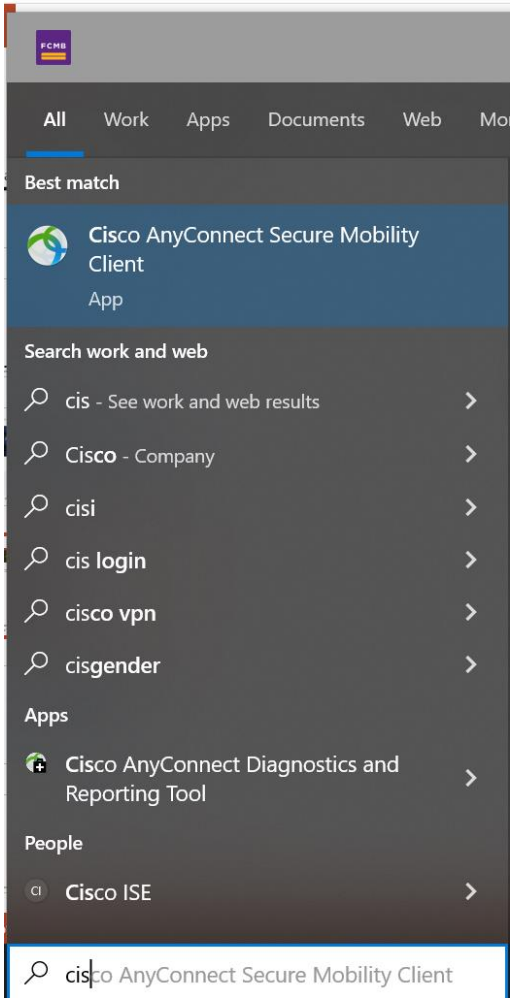 FCMB
All Work Apps Documents Web Mo
Best match
Cisco AnyConnect Secure Mobility
Client
App
Search work and web
cis - See work and web results
Cisco - Company
cisi
cis login
cisco vpn
cisgender
Apps
Cisco AnyConnect Diagnostics and
Reporting Tool
People
CI Cisco ISE
cisco AnyConnect Secure Mobility Client